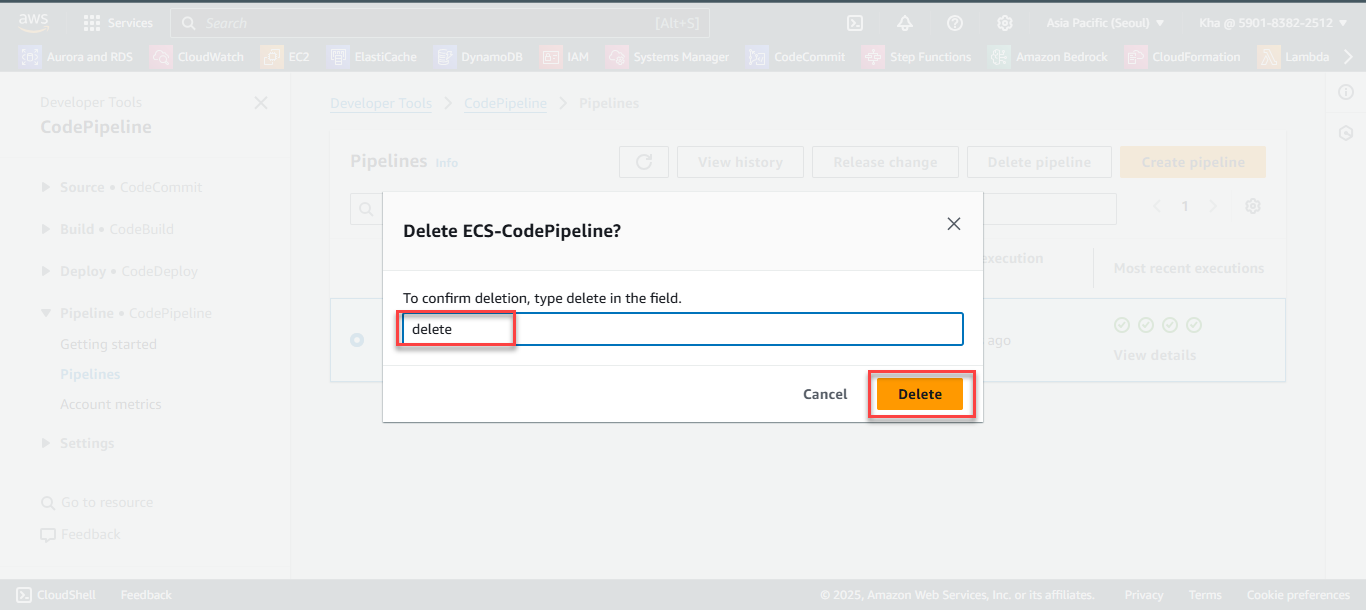 aws Services Search [Alt+S] Asia Pacific (Seoul) Kha @ 5901-8382-2512
Aurora and RDS CloudWatch EC2 ElastiCache DynamoDB IAM Systems Manager CodeCommit Step Functions Amazon Bedrock CloudFormation Lambda
Developer Tools
CodePipeline
Source • CodeCommit
Build • CodeBuild
Deploy • CodeDeploy
Pipeline • CodePipeline
Getting started
Pipelines
Account metrics
Settings
Go to resource
Feedback
Developer Tools CodePipeline Pipelines
Pipelines Info View history Release change Delete pipeline Create pipeline
1
execution Most recent executions
ago
View details
Delete ECS-CodePipeline?
To confirm deletion, type delete in the field.
delete
Cancel Delete
CloudShell Feedback © 2025, Amazon Web Services, Inc. or its affiliates. Privacy Terms Cookie preferences